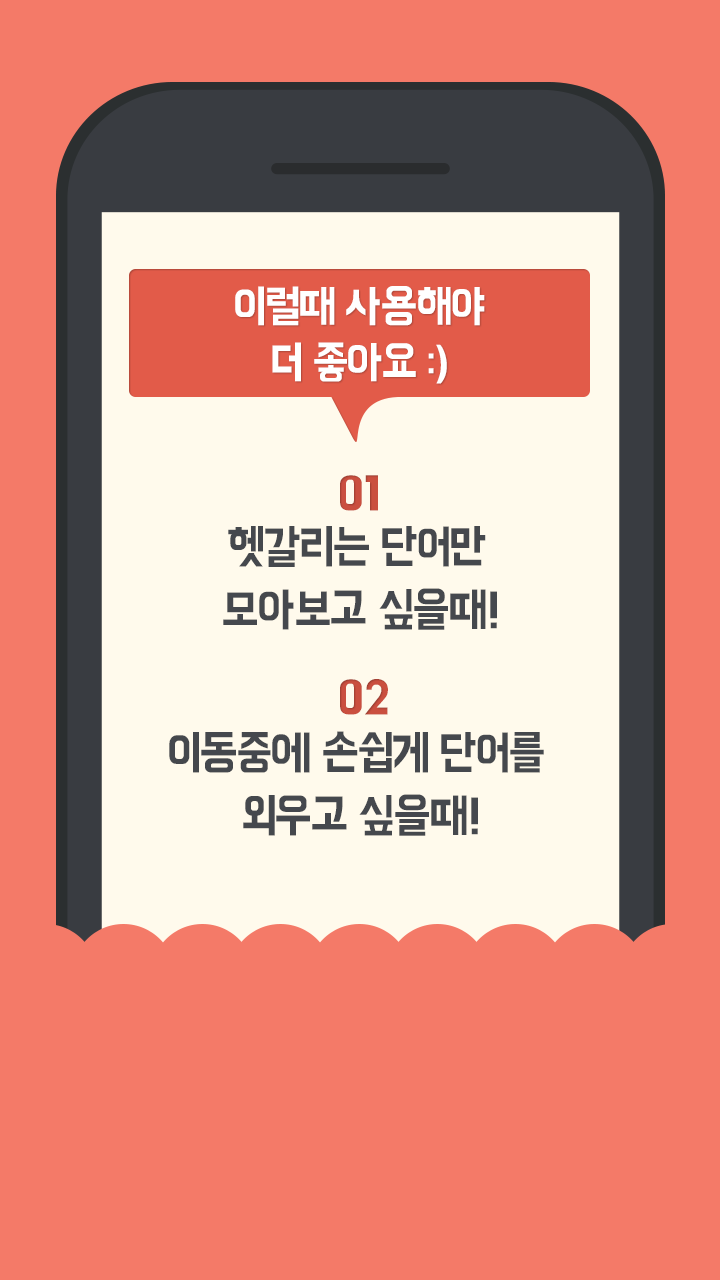 이럴때 사용해야
더 좋아요 :)
01
헷갈리는 단어만
모아보고 싶을때!
02
이동중에 손쉽게 단어를
외우고 싶을때!